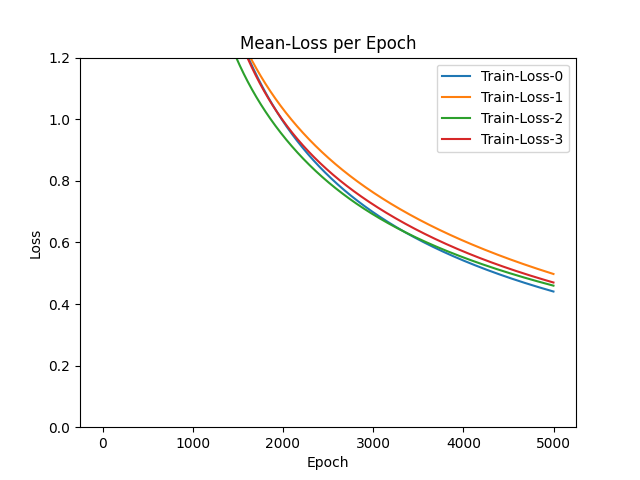 Mean-Loss per Epoch
Train-Loss-0
Train-Loss-1
Train-Loss-2
Train-Loss-3
1.2
1.0
0.8
0.6
0.4
0.2
0.0
Loss
0 1000 2000 3000 4000 5000
Epoch